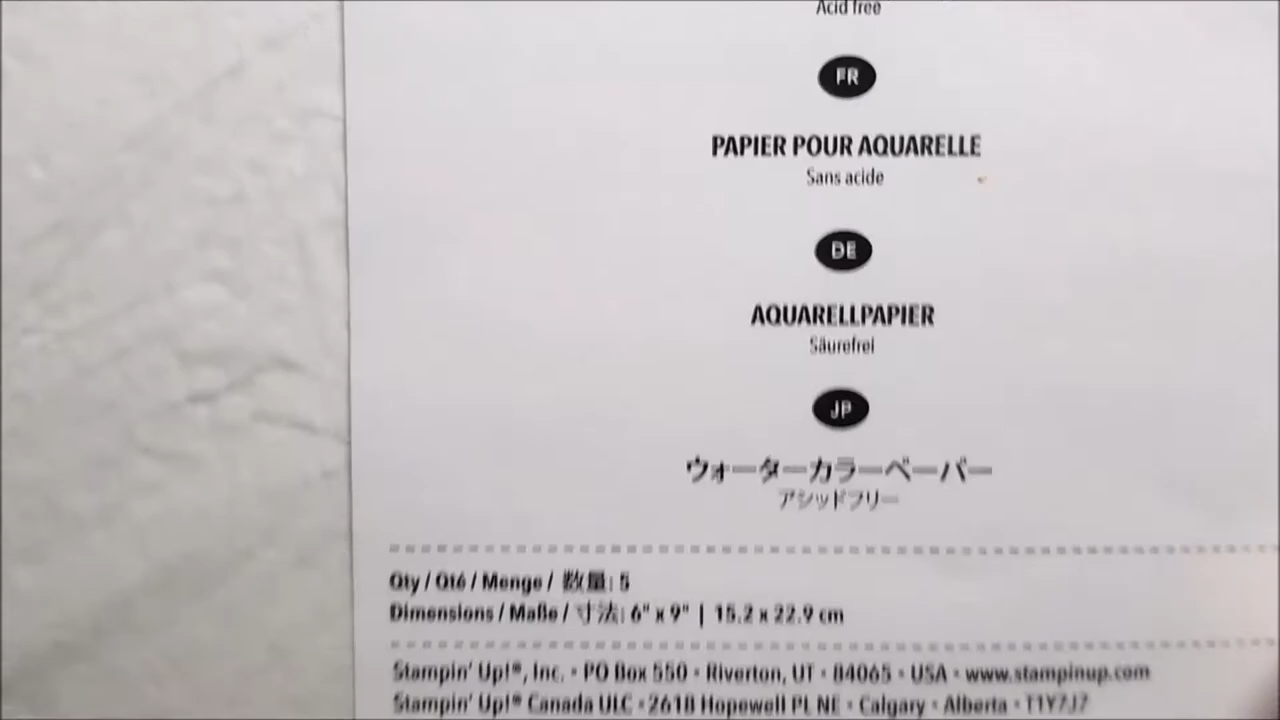 Acid free
FR
PAPIER POUR AQUARELLE
Sans acide
DE
AQUARELLPAPIER
Säurefrei
JP
ウォーターカラーペーパー
アシッドフリー
Qty / Qté / Menge / 数量: 5
Dimensions / Maße / 寸法: 6" x 9" | 15.2 x 22.9 cm
Stampin' Up!®, Inc. • PO Box 550 • Riverton, UT • 84065 • USA • www.stampinup.com
Stampin' Up!® Canada ULC • 2618 Hopewell PL NE • Calgary • Alberta • T1Y7J7